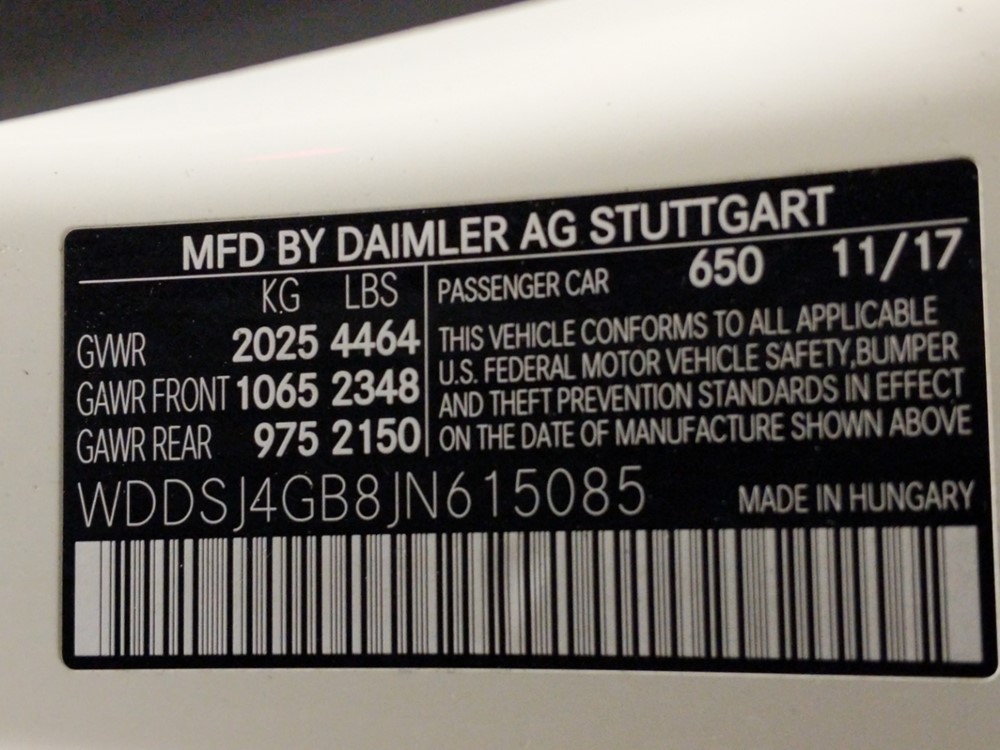 MFD BY DAIMLER AG STUTTGART
KG LBS
GVWR 2025 4464
GAWR FRONT 1065 2348
GAWR REAR 975 2150
PASSENGER CAR 650 11/17
THIS VEHICLE CONFORMS TO ALL APPLICABLE
U.S. FEDERAL MOTOR VEHICLE SAFETY,BUMPER
AND THEFT PREVENTION STANDARDS IN EFFECT
ON THE DATE OF MANUFACTURE SHOWN ABOVE
WDDSJ4GB8JN615085
MADE IN HUNGARY